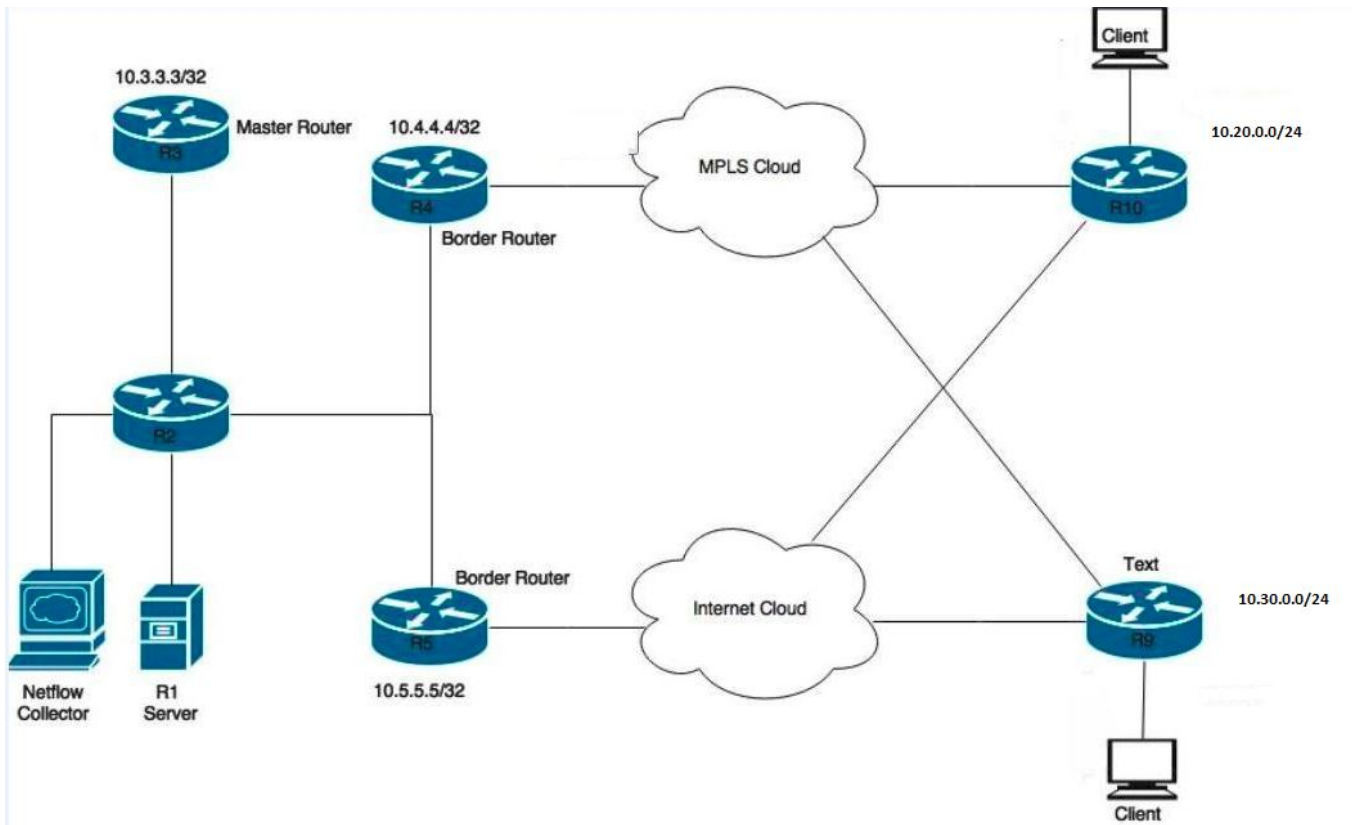 Client
10.3.3.3/32
Master Router
10.4.4.4/32
10.20.0.0/24
R3
MPLS Cloud
R4
R10
Border Router
R2
Border Router
Text
Internet Cloud
10.30.0.0/24
R5
R9
Netflow
Collector
R1
Server
10.5.5.5/32
Client